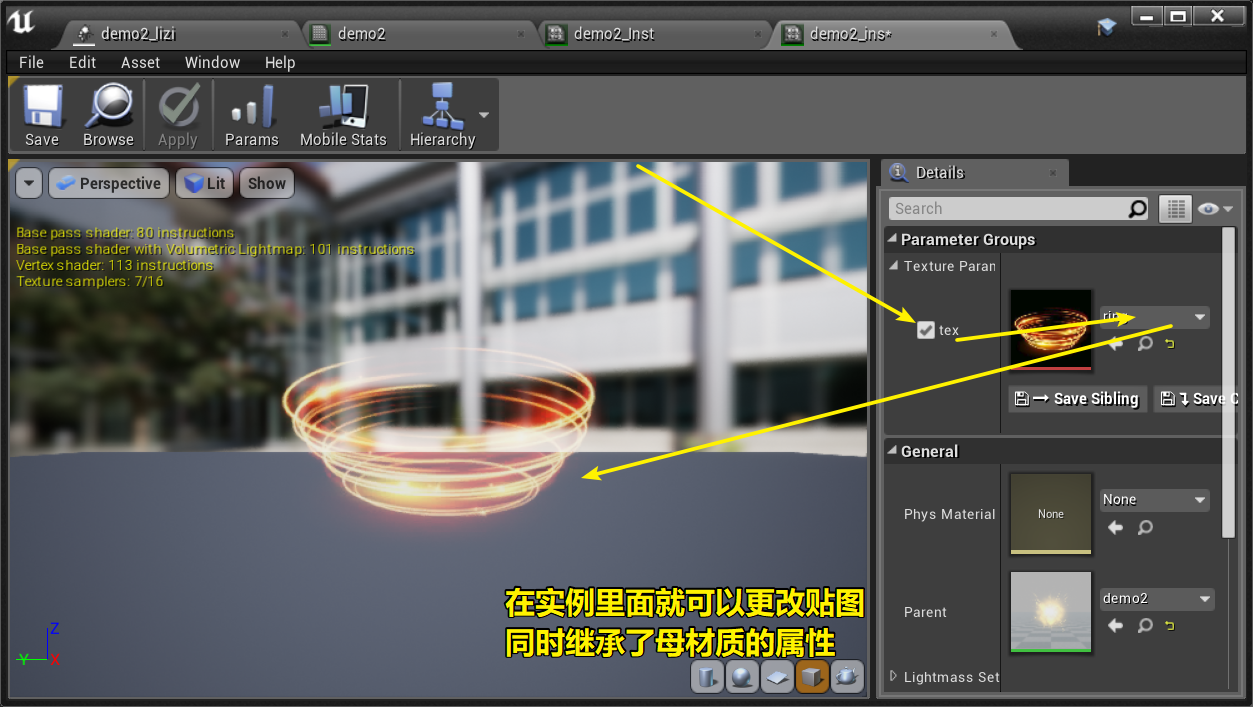 demo2_lizi
demo2
demo2_Inst
demo2_ins*
File Edit Asset Window Help
Save
Browse
Apply
Params
Mobile Stats
Hierarchy
Perspective
Lit
Show
Base pass shader: 80 instructions
Base pass shader with Volumetric Lightmap: 101 instructions
Vertex shader: 113 instructions
Texture samplers: 7/16
Z
Y
X
在实例里面就可以更改贴图
同时继承了母材质的属性
Details
Search
Parameter Groups
Texture Param
tex
Save Sibling
Save C
General
Phys Material
None
None
Parent
demo2
Lightmass Set